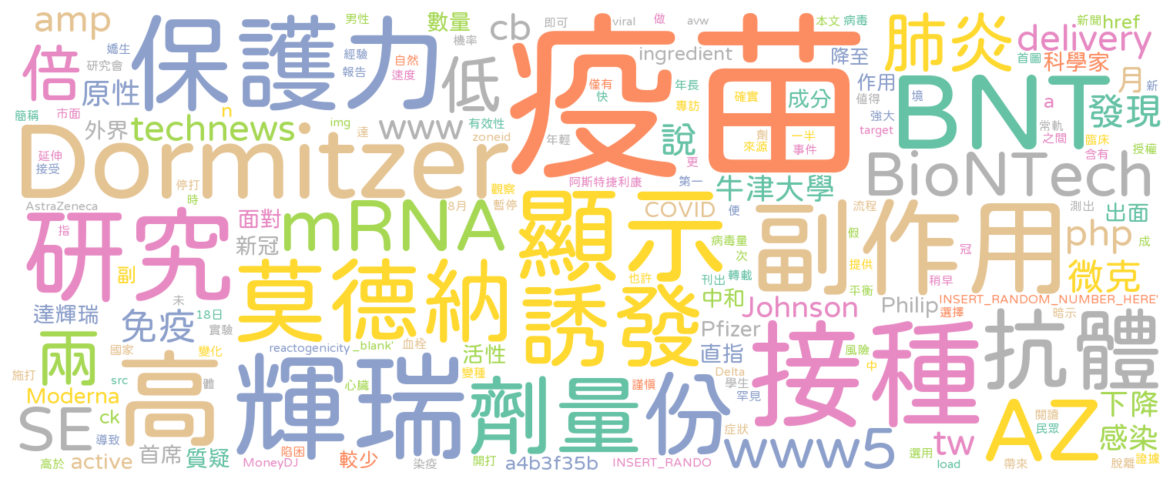 amp
保護力
男性
數量
cb
即可
viral
做
avw
本文
病毒
疫苗
肺炎
新聞
href
嬌生
倍
研究會
原性
經驗
報告
機率
自然
速度
低
ingredient
降至
首圖
delivery
科學家
簡稱
市面
n
外界
technews
img
達
www
有效性
zoneid
僅有
快
年長
專訪
確實
成分
作用
值得
月
新
BNT
境
a
發現
強大
target
常軌
之間
延伸
接受
Dormitzer
年輕
說
更
劑
來源
一半
事件
臨床
含有
授權
停打
時
觀察
暫停
8月
阿斯特捷利康
第一
牛津大學
BioNTech
AstraZeneca
指
研究
面對
新冠
mRNA
顯示
COVID
便
副作用
流程
測出
出面
php
成
副
病毒量
次
假
提供
冠
微克
也許
刊出
轉載
平衡
稍早
達輝瑞
未
18日
實驗
免疫
莫德納
誘發
中和
Johnson
Philip
INSERT_RANDOM_NUMBER_HERE'
選擇
暗示
兩
國家
變化
reactogenicity
_blank'
血栓
活性
變種
Pfizer
直指
風險
中
接種
抗體
施打
src
體
高
輝瑞
心臟
謹慎
Delta
學生
罕見
Moderna
劑量
份
AZ
閱讀
民眾
下降
SE
ck
導致
首席
質疑
陷困
較少
症狀
www5
選用
load
tw
感染
證據
高於
active
MoneyDJ
染疫
開打
a4b3f35b
INSERT_RANDO
帶來
脫離